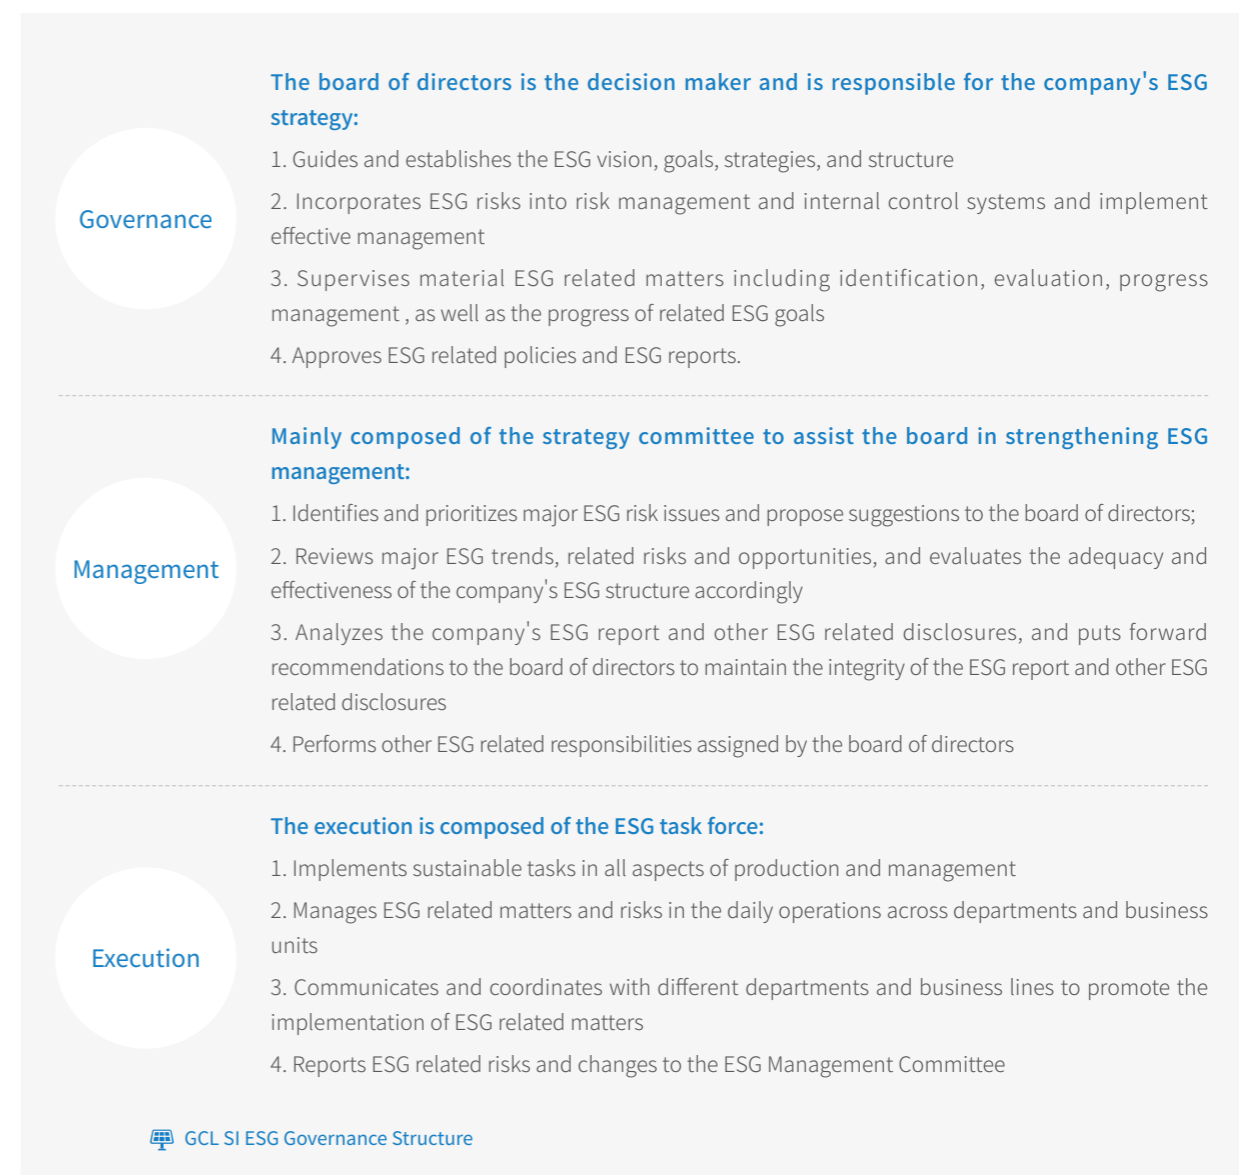 The board of directors is the decision maker and is responsible for the company's ESG
strategy:
1. Guides and establishes the ESG vision, goals, strategies, and structure
Governance
2. Incorporates ESG risks into risk management and internal control systems and implement
effective management
3. Supervises material ESG related matters including identification, evaluation, progress
management , as well as the progress of related ESG goals
4. Approves ESG related policies and ESG reports.
Mainly composed of the strategy committee to assist the board in strengthening ESG
management:
1. Identifies and prioritizes major ESG risk issues and propose suggestions to the board of directors;
Management
2. Reviews major ESG trends, related risks and opportunities, and evaluates the adequacy and
effectiveness of the company's ESG structure accordingly
3. Analyzes the company's ESG report and other ESG related disclosures, and puts forward
recommendations to the board of directors to maintain the integrity of the ESG report and other ESG
related disclosures
4. Performs other ESG related responsibilities assigned by the board of directors
The execution is composed of the ESG task force:
1. Implements sustainable tasks in all aspects of production and management
2. Manages ESG related matters and risks in the daily operations across departments and business
units
Execution
3. Communicates and coordinates with different departments and business lines to promote the
implementation of ESG related matters
4. Reports ESG related risks and changes to the ESG Management Committee
GCL SI ESG Governance Structure